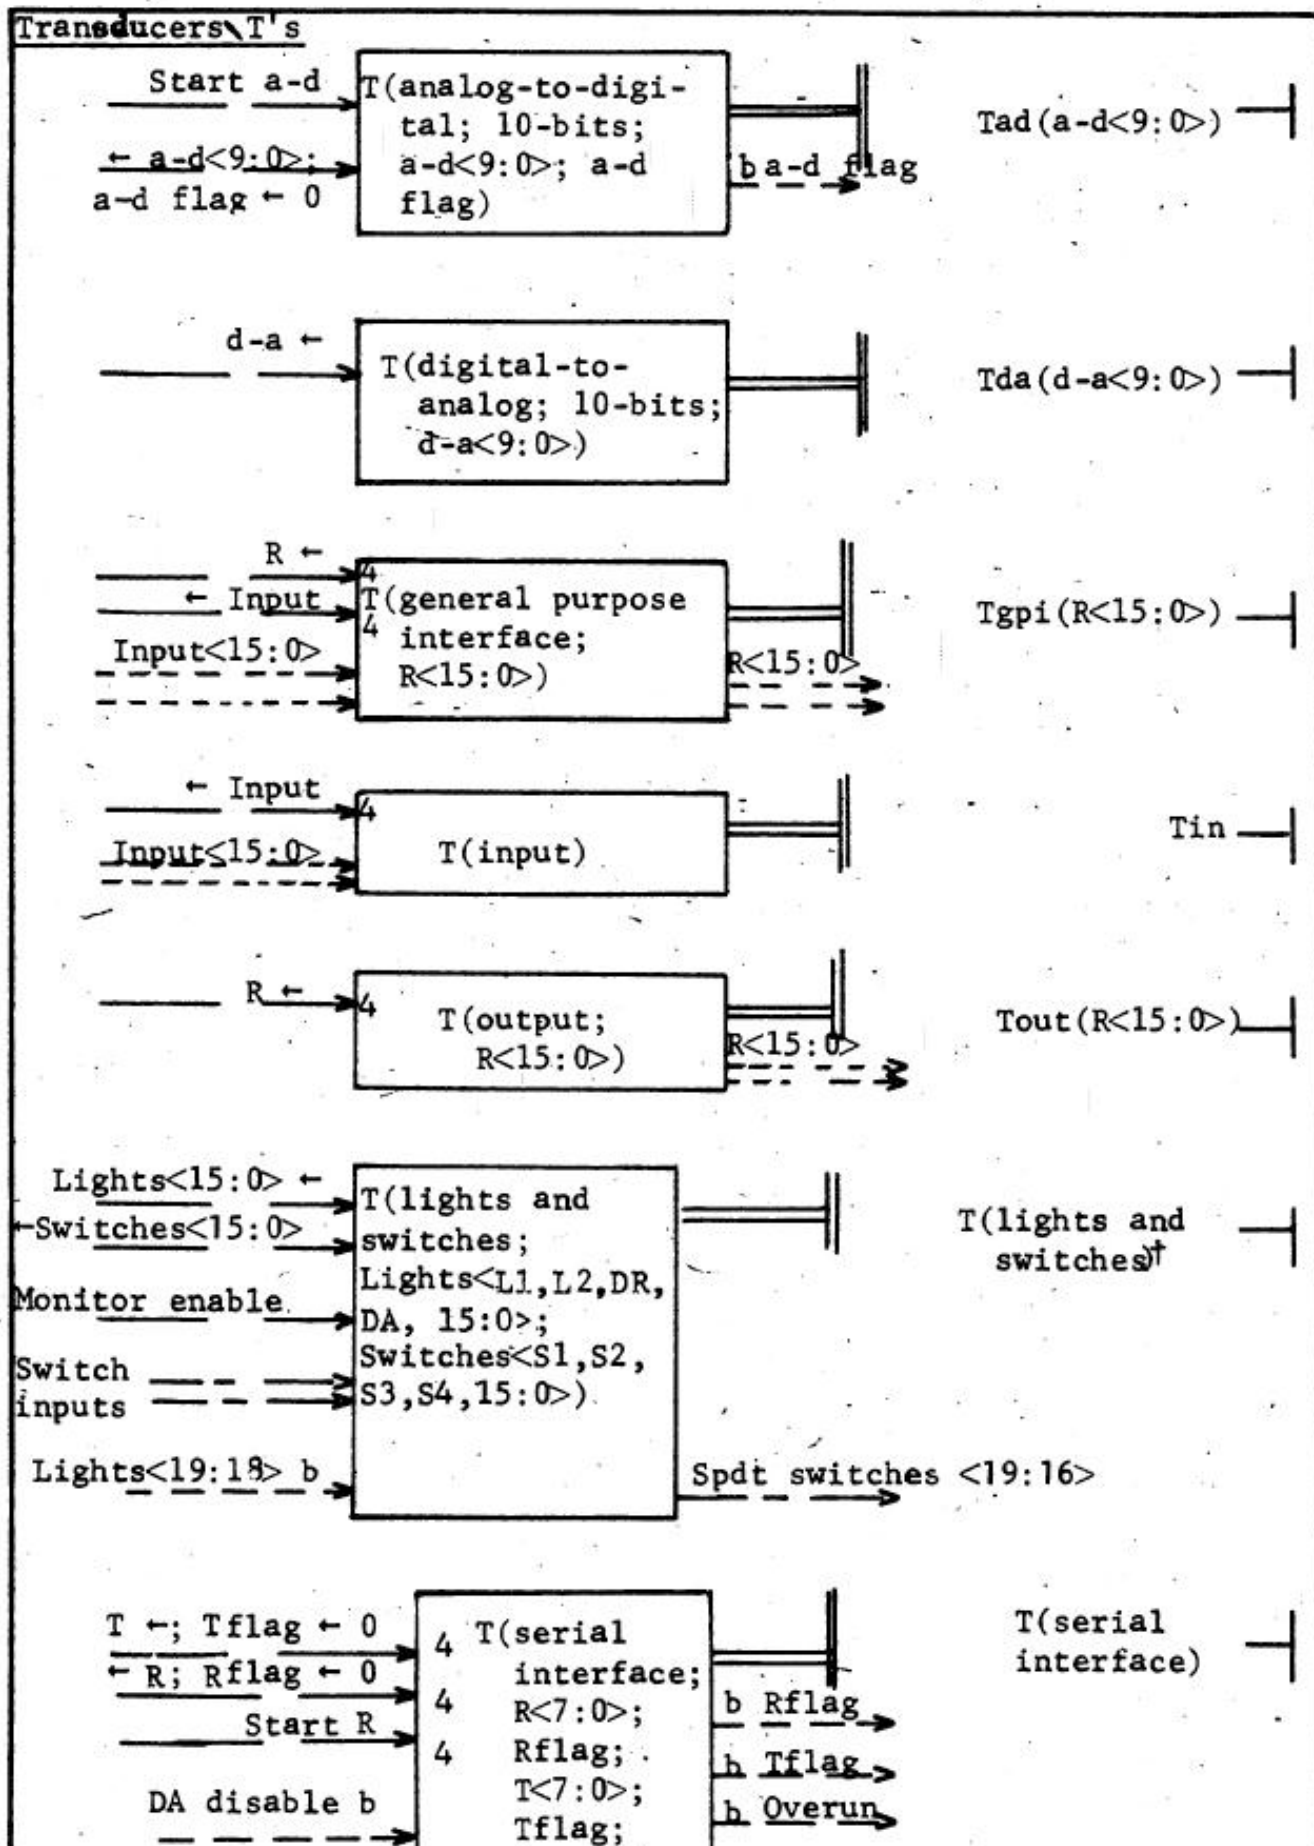 Transducers\T's
Start a-d
← a-d<9:0>;
a-d flag ← 0
T(analog-to-digi-
tal; 10-bits;
a-d<9:0>; a-d
flag)
b a-d flag
Tad(a-d<9:0>)
d-a ←
T(digital-to-
analog; 10-bits;
d-a<9:0>)
Tda(d-a<9:0>)
R ←
← Input
Input<15:0>
4
T(general purpose
4
interface;
R<15:0>)
R<15:0>
Tgpi(R<15:0>)
← Input
Input<15:0>
4
T(input)
Tin
R ←
4
T(output;
R<15:0>)
R<15:0>
Tout(R<15:0>)
Lights<15:0> ←
←Switches<15:0>
Monitor enable
Switch
inputs
Lights<19:18> b
T(lights and
switches;
Lights<L1,L2,DR,
DA, 15:0>;
Switches<S1,S2,
S3,S4,15:0>)
Spdt switches <19:16>
T(lights and
switches)†
T ←; Tflag ← 0
← R; Rflag ← 0
Start R
DA disable b
4
4
4
T(serial
interface;
R<7:0>;
Rflag;
T<7:0>;
Tflag;
b Rflag
b Tflag
b Overun
T(serial
interface)